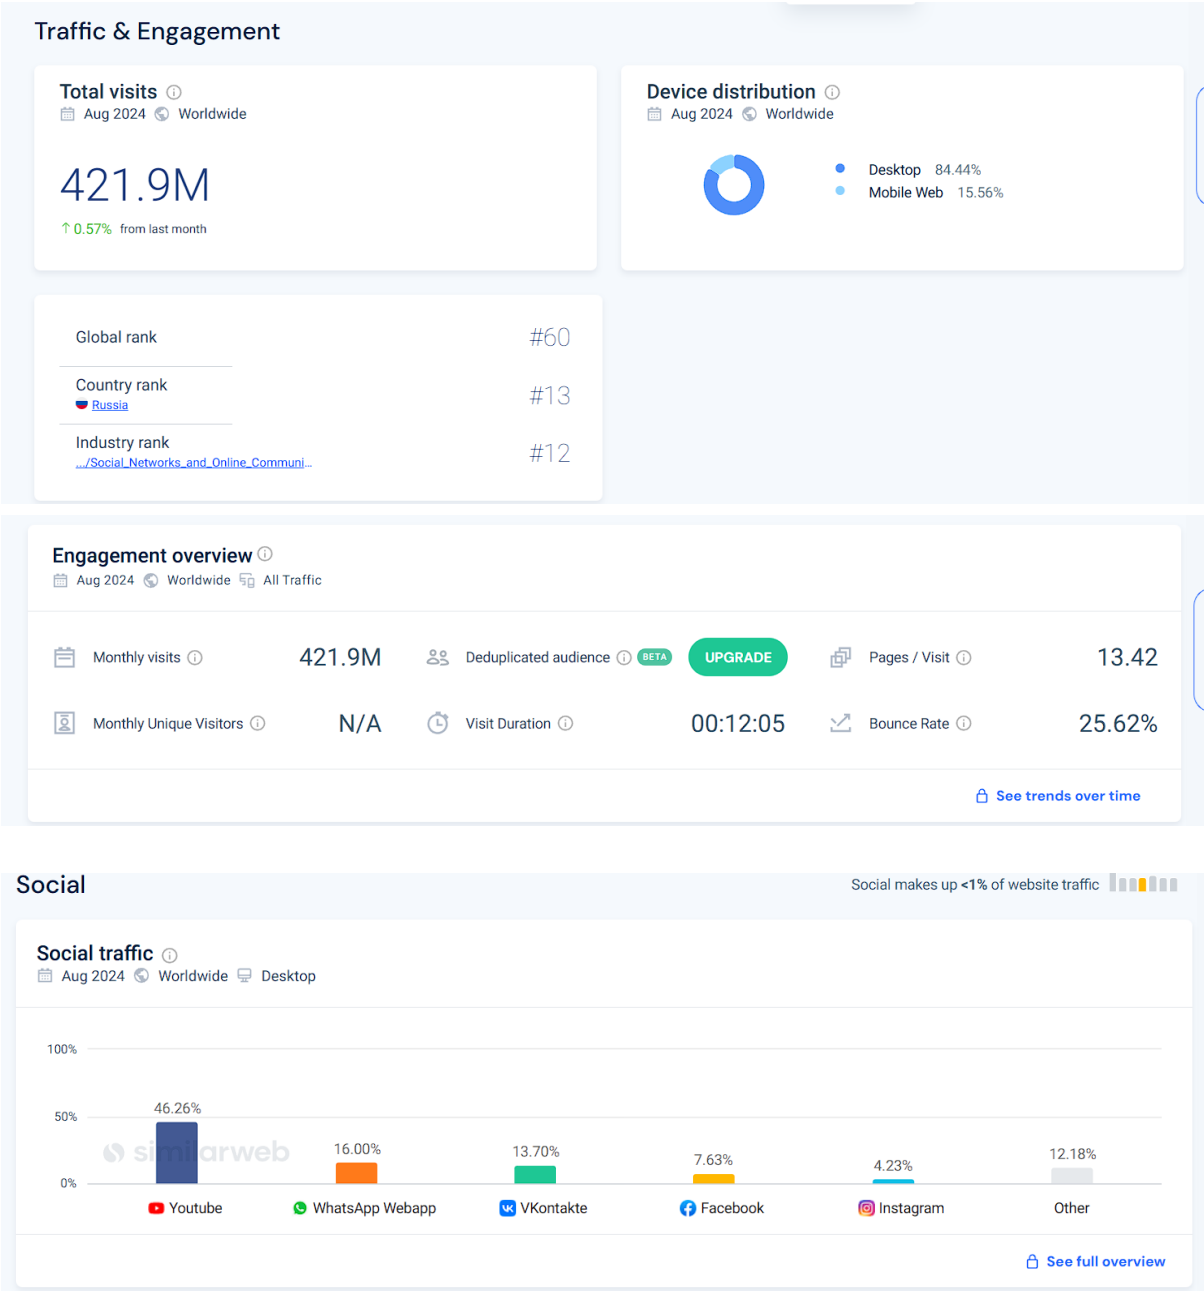 Traffic & Engagement
Total visits
Aug 2024 Worldwide
421.9M
↑ 0.57% from last month
Device distribution
Aug 2024 Worldwide
Desktop 84.44%
Mobile Web 15.56%
Global rank #60
Country rank #13
Russia
Industry rank #12
.../Social_Networks_and_Online_Communi...
Engagement overview
Aug 2024 Worldwide All Traffic
Monthly visits 421.9M
Deduplicated audience BETA UPGRADE
Pages / Visit 13.42
Monthly Unique Visitors N/A
Visit Duration 00:12:05
Bounce Rate 25.62%
See trends over time
Social
Social makes up <1% of website traffic
Social traffic
Aug 2024 Worldwide Desktop
100%
50%
0%
46.26%
16.00%
13.70%
7.63%
4.23%
12.18%
similarweb
Youtube
WhatsApp Webapp
VKontakte
Facebook
Instagram
Other
See full overview